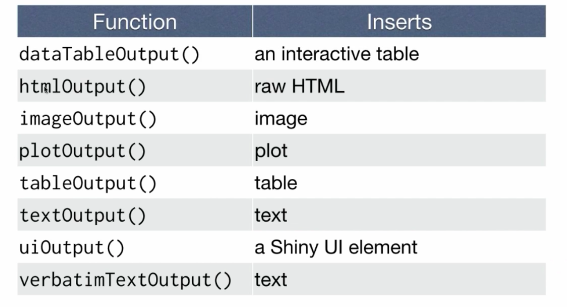 Function Inserts
dataTableOutput() an interactive table
htmlOutput() raw HTML
imageOutput() image
plotOutput() plot
tableOutput() table
textOutput() text
uiOutput() a Shiny UI element
verbatimTextOutput() text